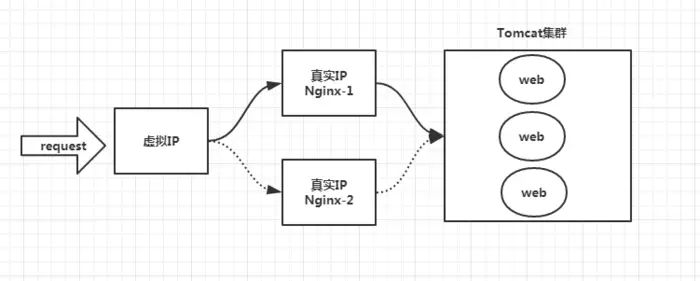 Tomcat集群
request
虚拟IP
真实IP
Nginx-1
真实IP
Nginx-2
web
web
web